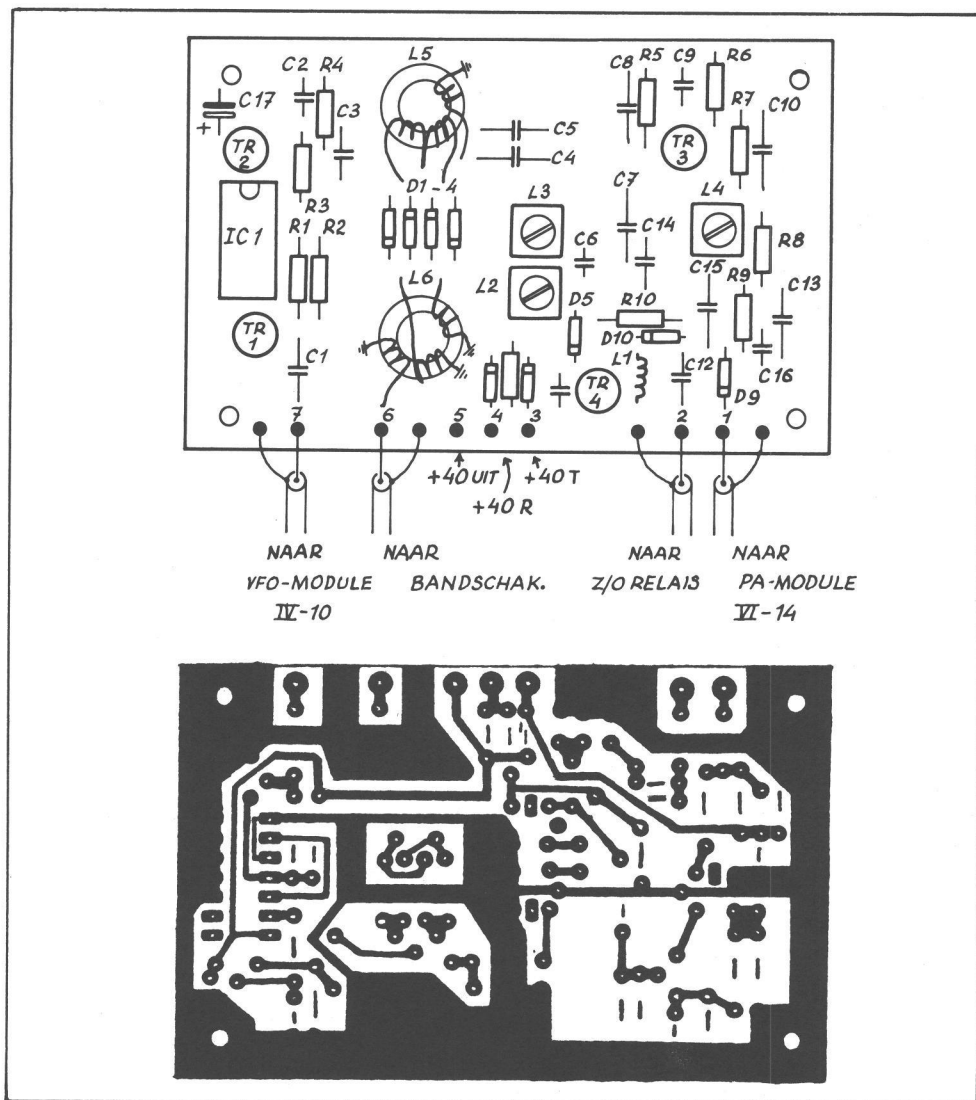 L5
C2 R4
C17
C3
+
TR 2
R3
IC1
R1 R2
TR 1
C1
D1-4
L6
C5
C4
L3
L2
C6
D5
R5 C9 R6
C8
R7 C10
TR 3
L4
C7
C14
R8
C15
R9
C13
R10
D10
L1
C12
C16
D9
TR 4
7 6 5 4 3 2 1
+40 UIT +40 T
+40 R
NAAR NAAR NAAR NAAR
VFO-MODULE BANDSCHAK. Z/O RELAIS PA-MODULE
IV-10 VI-14